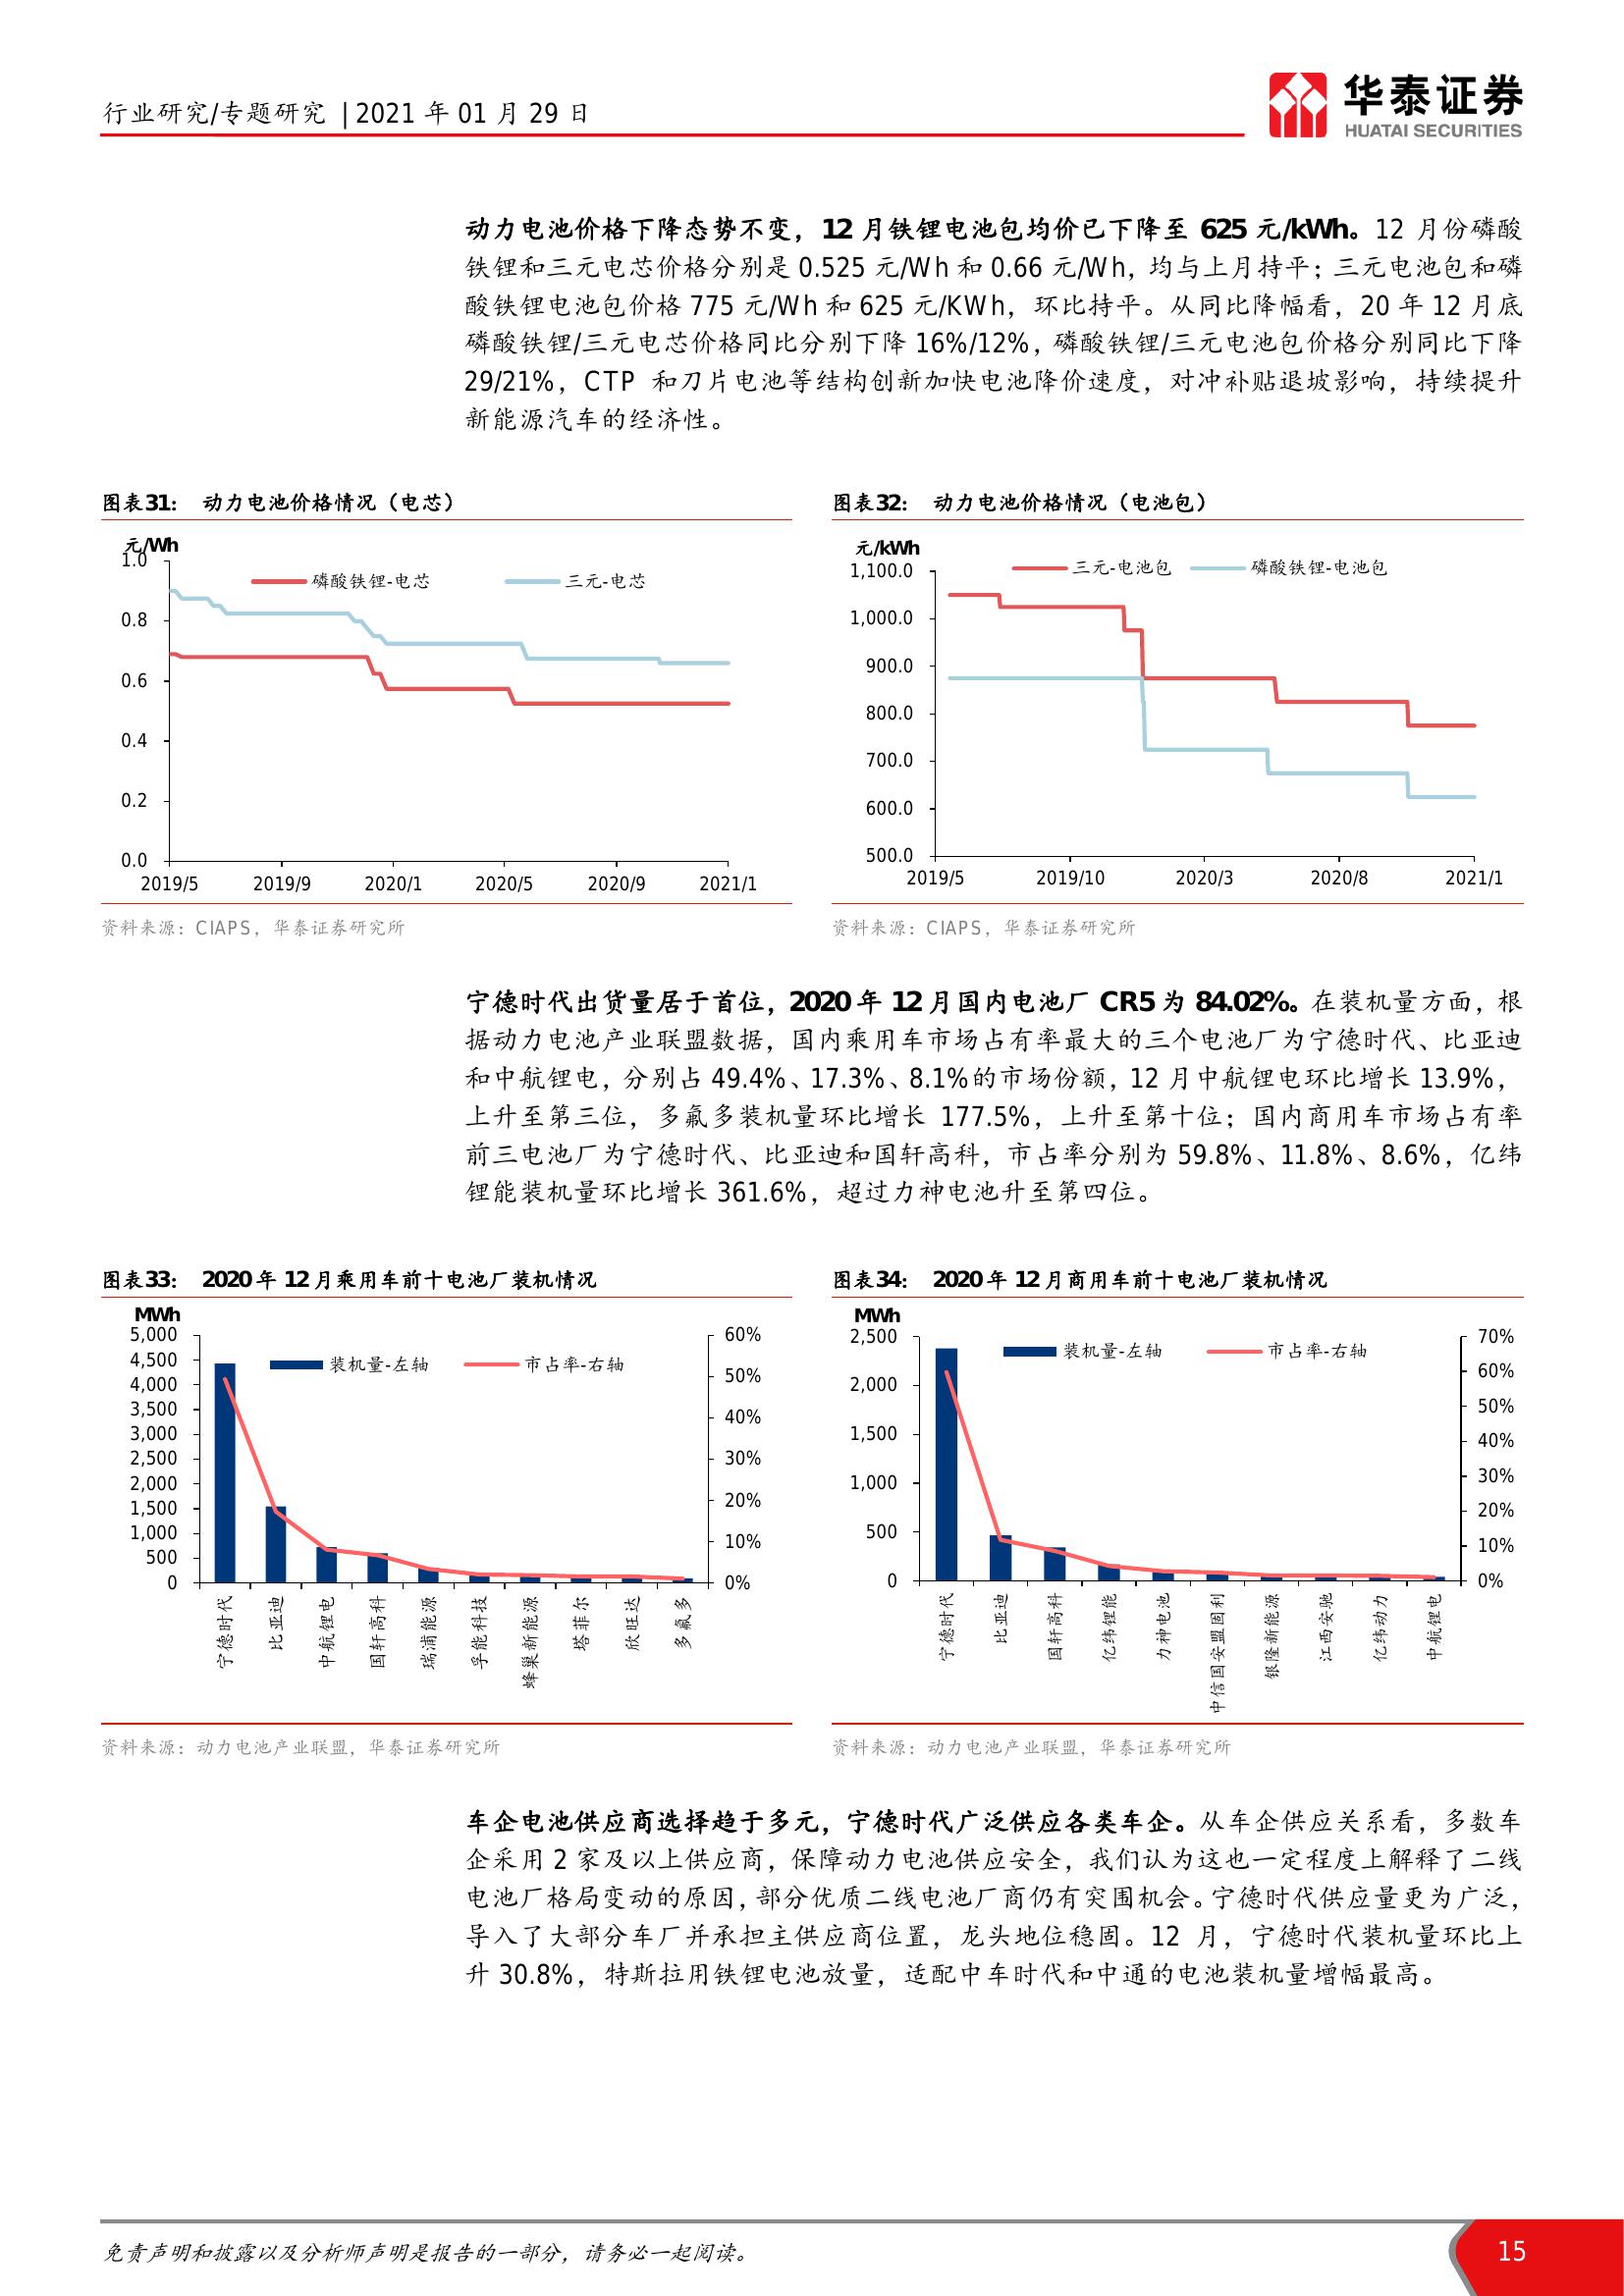 行业研究/专题研究 | 2021 年 01 月 29 日
华泰证券
HUATAI SECURITIES
动力电池价格下降态势不变，12 月铁锂电池包均价已下降至 625 元/kWh。12 月份磷酸
铁锂和三元电芯价格分别是 0.525 元/Wh 和 0.66 元/Wh，均与上月持平；三元电池包和磷
酸铁锂电池包价格 775 元/Wh 和 625 元/KWh，环比持平。从同比降幅看，20 年 12 月底
磷酸铁锂/三元电芯价格同比分别下降 16%/12%，磷酸铁锂/三元电池包价格分别同比下降
29/21%，CTP 和刀片电池等结构创新加快电池降价速度，对冲补贴退坡影响，持续提升
新能源汽车的经济性。
图表31： 动力电池价格情况（电芯）
元/Wh
磷酸铁锂-电芯 三元-电芯
1.0
0.8
0.6
0.4
0.2
0.0
2019/5 2019/9 2020/1 2020/5 2020/9 2021/1
资料来源：CIAPS，华泰证券研究所
图表32： 动力电池价格情况（电池包）
元/kWh
三元-电池包 磷酸铁锂-电池包
1,100.0
1,000.0
900.0
800.0
700.0
600.0
500.0
2019/5 2019/10 2020/3 2020/8 2021/1
资料来源：CIAPS，华泰证券研究所
宁德时代出货量居于首位，2020 年 12 月国内电池厂 CR5 为 84.02%。在装机量方面，根
据动力电池产业联盟数据，国内乘用车市场占有率最大的三个电池厂为宁德时代、比亚迪
和中航锂电，分别占 49.4%、17.3%、8.1%的市场份额，12 月中航锂电环比增长 13.9%，
上升至第三位，多氟多装机量环比增长 177.5%，上升至第十位；国内商用车市场占有率
前三电池厂为宁德时代、比亚迪和国轩高科，市占率分别为 59.8%、11.8%、8.6%，亿纬
锂能装机量环比增长 361.6%，超过力神电池升至第四位。
图表33： 2020 年 12 月乘用车前十电池厂装机情况
MWh
装机量-左轴 市占率-右轴
5,000
4,500
4,000
3,500
3,000
2,500
2,000
1,500
1,000
500
0
60%
50%
40%
30%
20%
10%
0%
宁德时代
比亚迪
中航锂电
国轩高科
瑞浦能源
孚能科技
蜂巢新能源
塔菲尔
欣旺达
多氟多
资料来源：动力电池产业联盟，华泰证券研究所
图表34： 2020 年 12 月商用车前十电池厂装机情况
MWh
装机量-左轴 市占率-右轴
2,500
2,000
1,500
1,000
500
0
70%
60%
50%
40%
30%
20%
10%
0%
宁德时代
比亚迪
国轩高科
亿纬锂能
力神电池
中信国安盟固利
银隆新能源
江西安驰
亿纬动力
中航锂电
资料来源：动力电池产业联盟，华泰证券研究所
车企电池供应商选择趋于多元，宁德时代广泛供应各类车企。从车企供应关系看，多数车
企采用 2 家及以上供应商，保障动力电池供应安全，我们认为这也一定程度上解释了二线
电池厂格局变动的原因，部分优质二线电池厂商仍有突围机会。宁德时代供应量更为广泛，
导入了大部分车厂并承担主供应商位置，龙头地位稳固。12 月，宁德时代装机量环比上
升 30.8%，特斯拉用铁锂电池放量，适配中车时代和中通的电池装机量增幅最高。
免责声明和披露以及分析师声明是报告的一部分，请务必一起阅读。
15